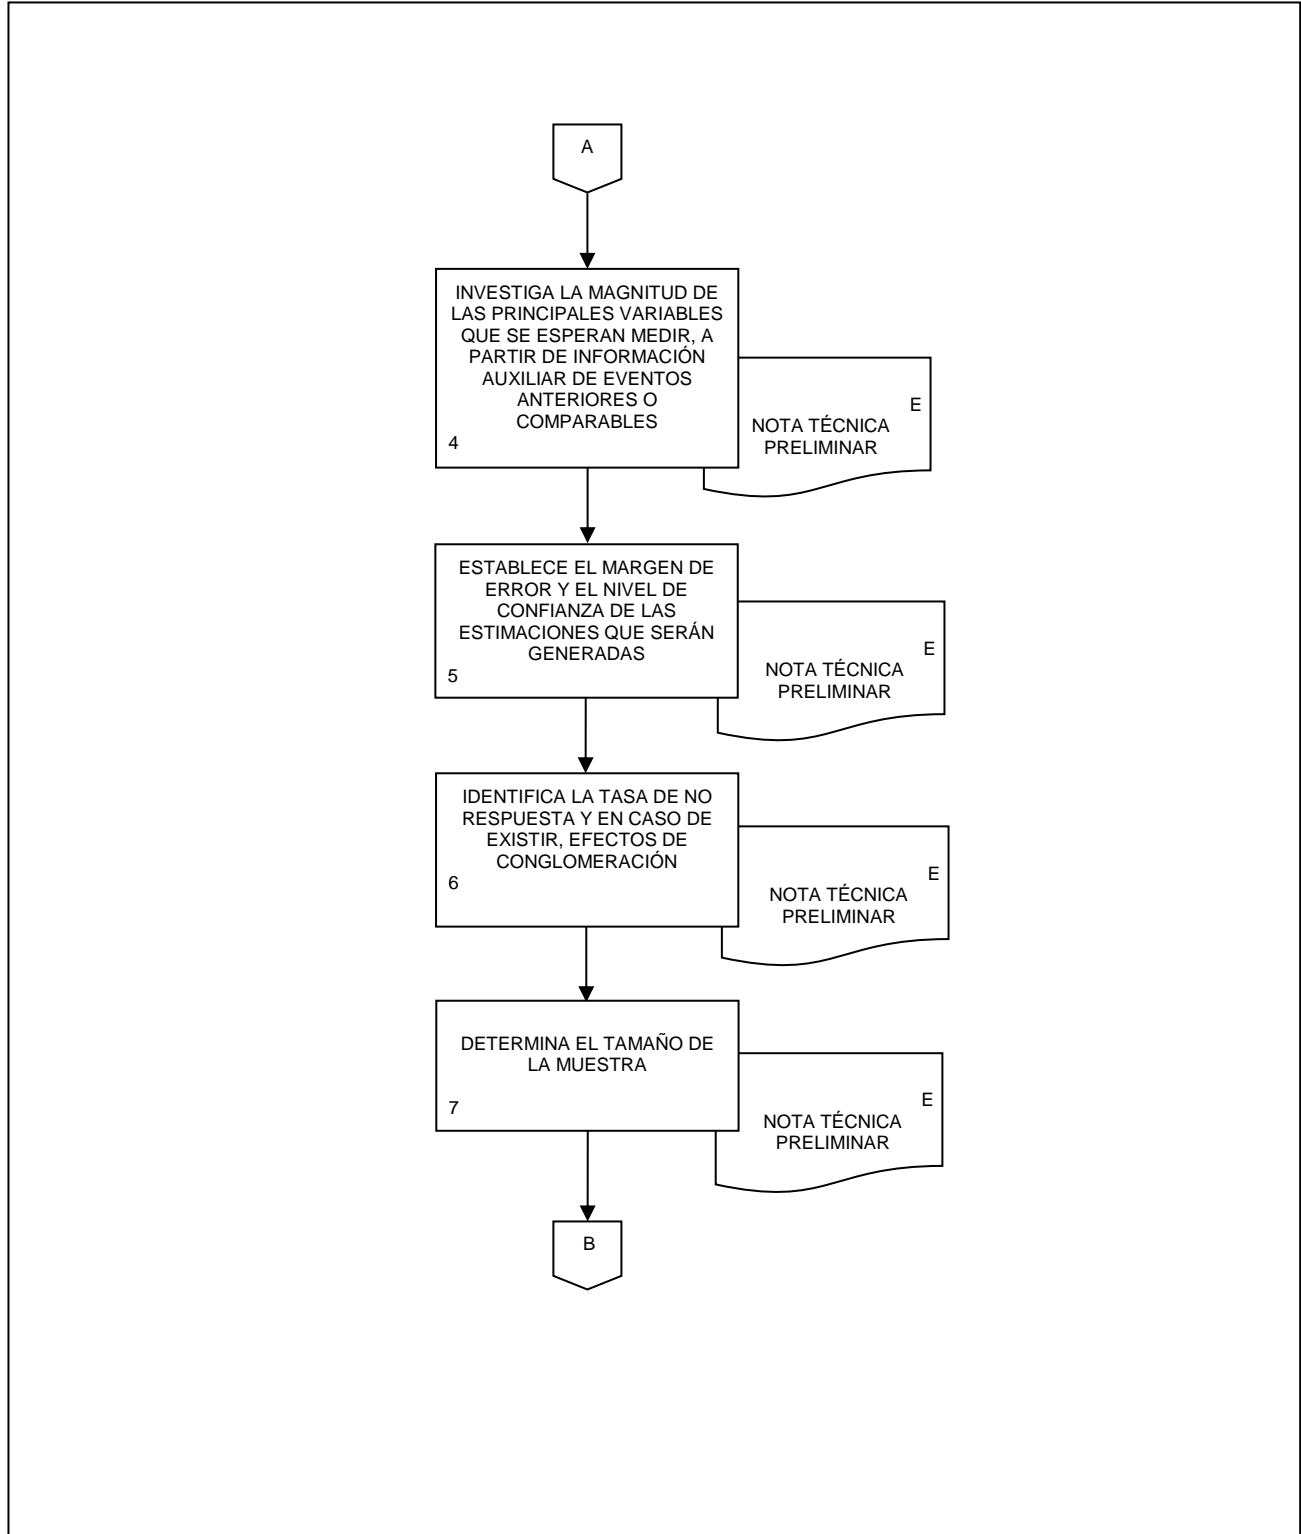 A
INVESTIGA LA MAGNITUD DE
LAS PRINCIPALES VARIABLES
QUE SE ESPERAN MEDIR, A
PARTIR DE INFORMACIÓN
AUXILIAR DE EVENTOS
ANTERIORES O
COMPARABLES
4
E
NOTA TÉCNICA
PRELIMINAR
ESTABLECE EL MARGEN DE
ERROR Y EL NIVEL DE
CONFIANZA DE LAS
ESTIMACIONES QUE SERÁN
GENERADAS
5
E
NOTA TÉCNICA
PRELIMINAR
IDENTIFICA LA TASA DE NO
RESPUESTA Y EN CASO DE
EXISTIR, EFECTOS DE
CONGLOMERACIÓN
6
E
NOTA TÉCNICA
PRELIMINAR
DETERMINA EL TAMAÑO DE
LA MUESTRA
7
E
NOTA TÉCNICA
PRELIMINAR
B